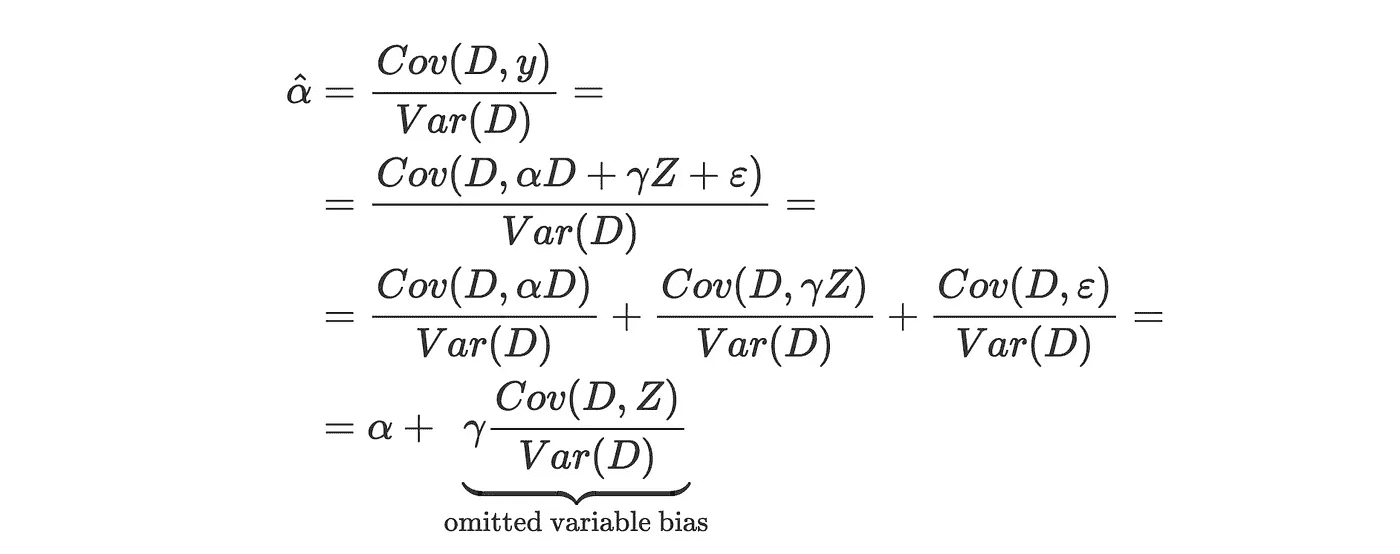 α̂ = Cov(D, y) / Var(D) =
= Cov(D, αD + γZ + ε) / Var(D) =
= Cov(D, αD) / Var(D) + Cov(D, γZ) / Var(D) + Cov(D, ε) / Var(D) =
= α + γ Cov(D, Z) / Var(D)
omitted variable bias